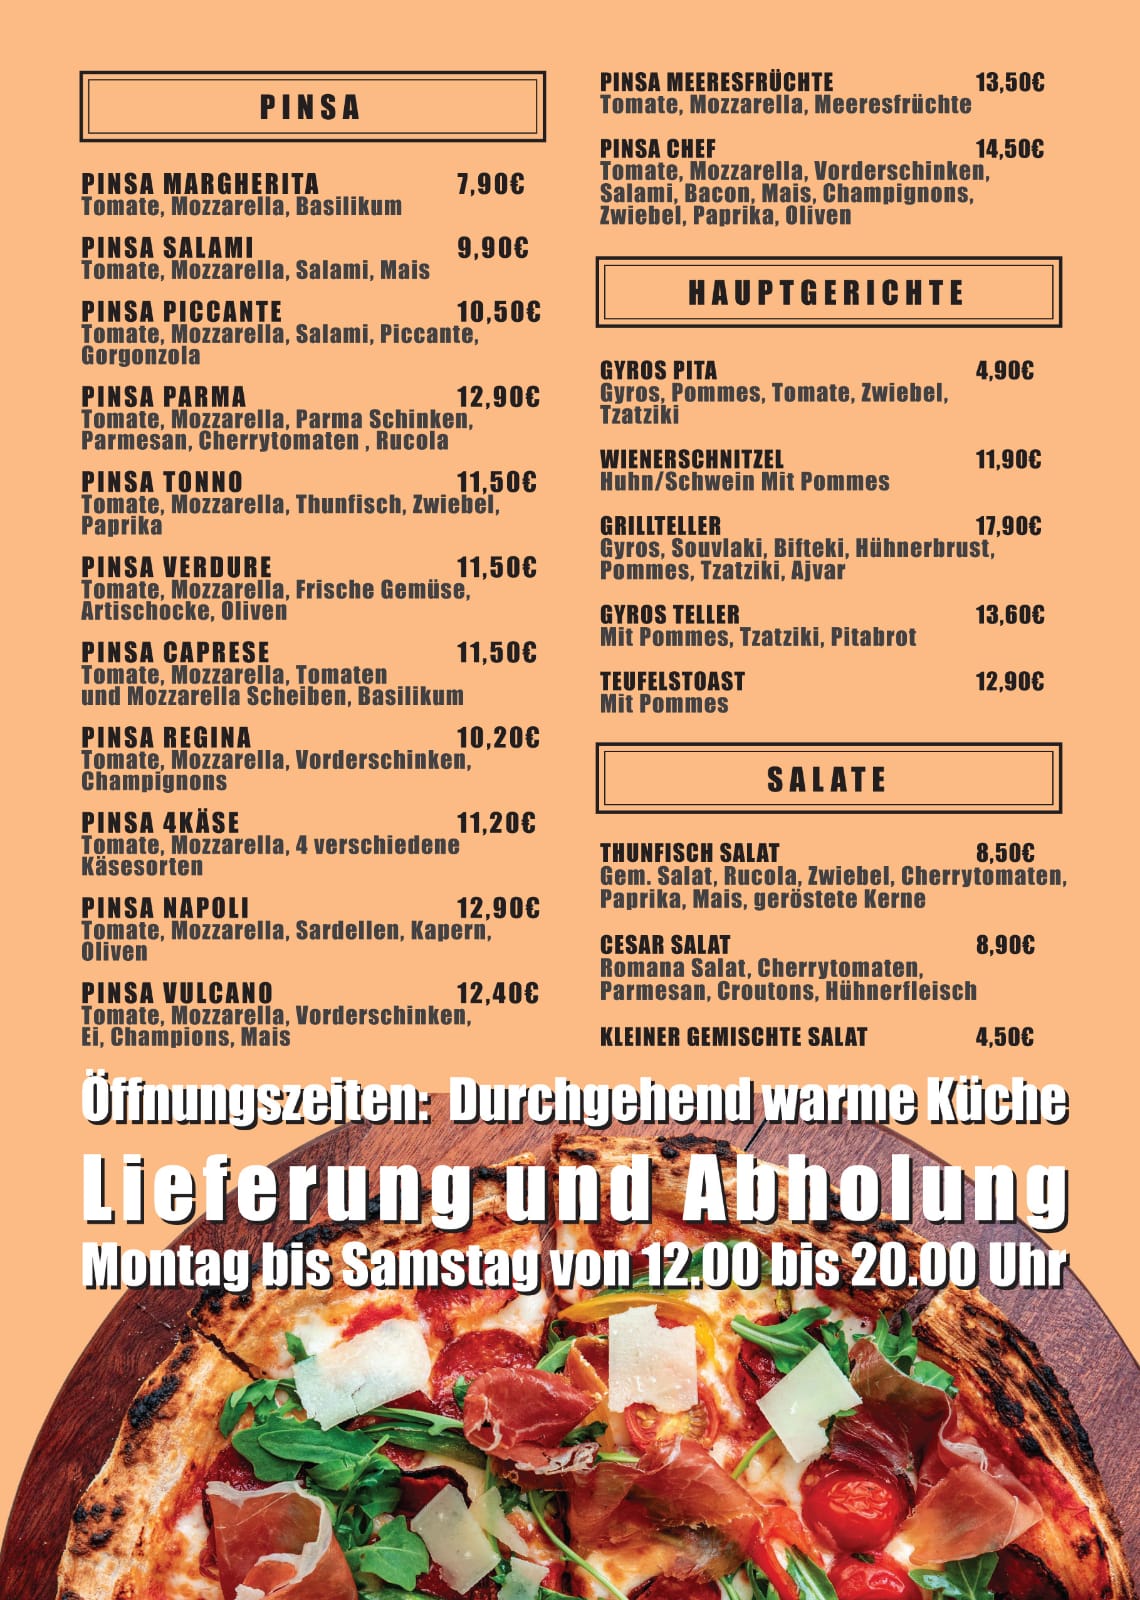 PINSA
PINSA MARGHERITA 7,90€
Tomate, Mozzarella, Basilikum
PINSA SALAMI 9,90€
Tomate, Mozzarella, Salami, Mais
PINSA PICCANTE 10,50€
Tomate, Mozzarella, Salami, Piccante,
Gorgonzola
PINSA PARMA 12,90€
Tomate, Mozzarella, Parma Schinken,
Parmesan, Cherrytomaten , Rucola
PINSA TONNO 11,50€
Tomate, Mozzarella, Thunfisch, Zwiebel,
Paprika
PINSA VERDURE 11,50€
Tomate, Mozzarella, Frische Gemüse,
Artischocke, Oliven
PINSA CAPRESE 11,50€
Tomate, Mozzarella, Tomaten
und Mozzarella Scheiben, Basilikum
PINSA REGINA 10,20€
Tomate, Mozzarella, Vorderschinken,
Champignons
PINSA 4KÄSE 11,20€
Tomate, Mozzarella, 4 verschiedene
Käsesorten
PINSA NAPOLI 12,90€
Tomate, Mozzarella, Sardellen, Kapern,
Oliven
PINSA VULCANO 12,40€
Tomate, Mozzarella, Vorderschinken,
Ei, Champions, Mais
PINSA MEERESFRÜCHTE 13,50€
Tomate, Mozzarella, Meeresfrüchte
PINSA CHEF 14,50€
Tomate, Mozzarella, Vorderschinken,
Salami, Bacon, Mais, Champignons,
Zwiebel, Paprika, Oliven
HAUPTGERICHTE
GYROS PITA 4,90€
Gyros, Pommes, Tomate, Zwiebel,
Tzatziki
WIENERSCHNITZEL 11,90€
Huhn/Schwein Mit Pommes
GRILLTELLER 17,90€
Gyros, Souvlaki, Bifteki, Hühnerbrust,
Pommes, Tzatziki, Ajvar
GYROS TELLER 13,60€
Mit Pommes, Tzatziki, Pitabrot
TEUFELSTOAST 12,90€
Mit Pommes
SALATE
THUNFISCH SALAT 8,50€
Gem. Salat, Rucola, Zwiebel, Cherrytomaten,
Paprika, Mais, geröstete Kerne
CESAR SALAT 8,90€
Romana Salat, Cherrytomaten,
Parmesan, Croutons, Hühnerfleisch
KLEINER GEMISCHTE SALAT 4,50€
Öffnungszeiten: Durchgehend warme Küche
Lieferung und Abholung
Montag bis Samstag von 12.00 bis 20.00 Uhr